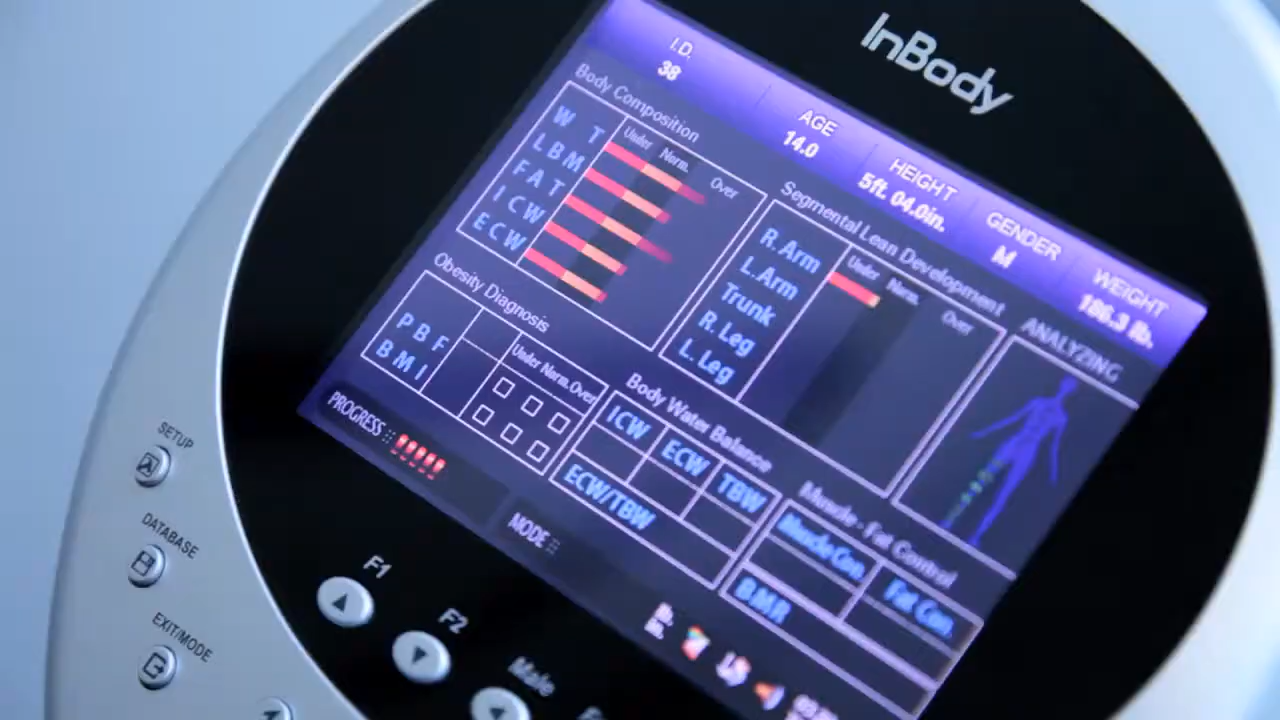 InBody
I.D.
38
AGE
14.0
HEIGHT
5ft. 04.0in.
GENDER
M
WEIGHT
186.3 lb.
Body Composition
Under Norm. Over
W T
L B M
F A T
I C W
E C W
Segmental Lean Development
Under Norm. Over
R. Arm
L. Arm
Trunk
R. Leg
L. Leg
ANALYZING
Obesity Diagnosis
Under Norm. Over
P B F
B M I
Body Water Balance
ICW ECW TBW
ECW/TBW
Muscle - Fat Control
Muscle Con. Fat Con.
BMR
PROGRESS ::
MODE ::
SETUP
DATABASE
EXIT/MODE
F1
F2
Male